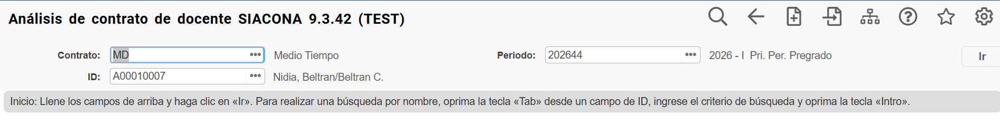 Análisis de contrato de docente SIACONA 9.3.42 (TEST)
Contrato: MD ••• Medio Tiempo Periodo: 202644 ••• 2026 - I Pri. Per. Pregrado Ir
ID: A00010007 ••• Nidia, Beltran/Beltran C.
Inicio: Llene los campos de arriba y haga clic en «Ir». Para realizar una búsqueda por nombre, oprima la tecla «Tab» desde un campo de ID, ingrese el criterio de búsqueda y oprima la tecla «Intro».